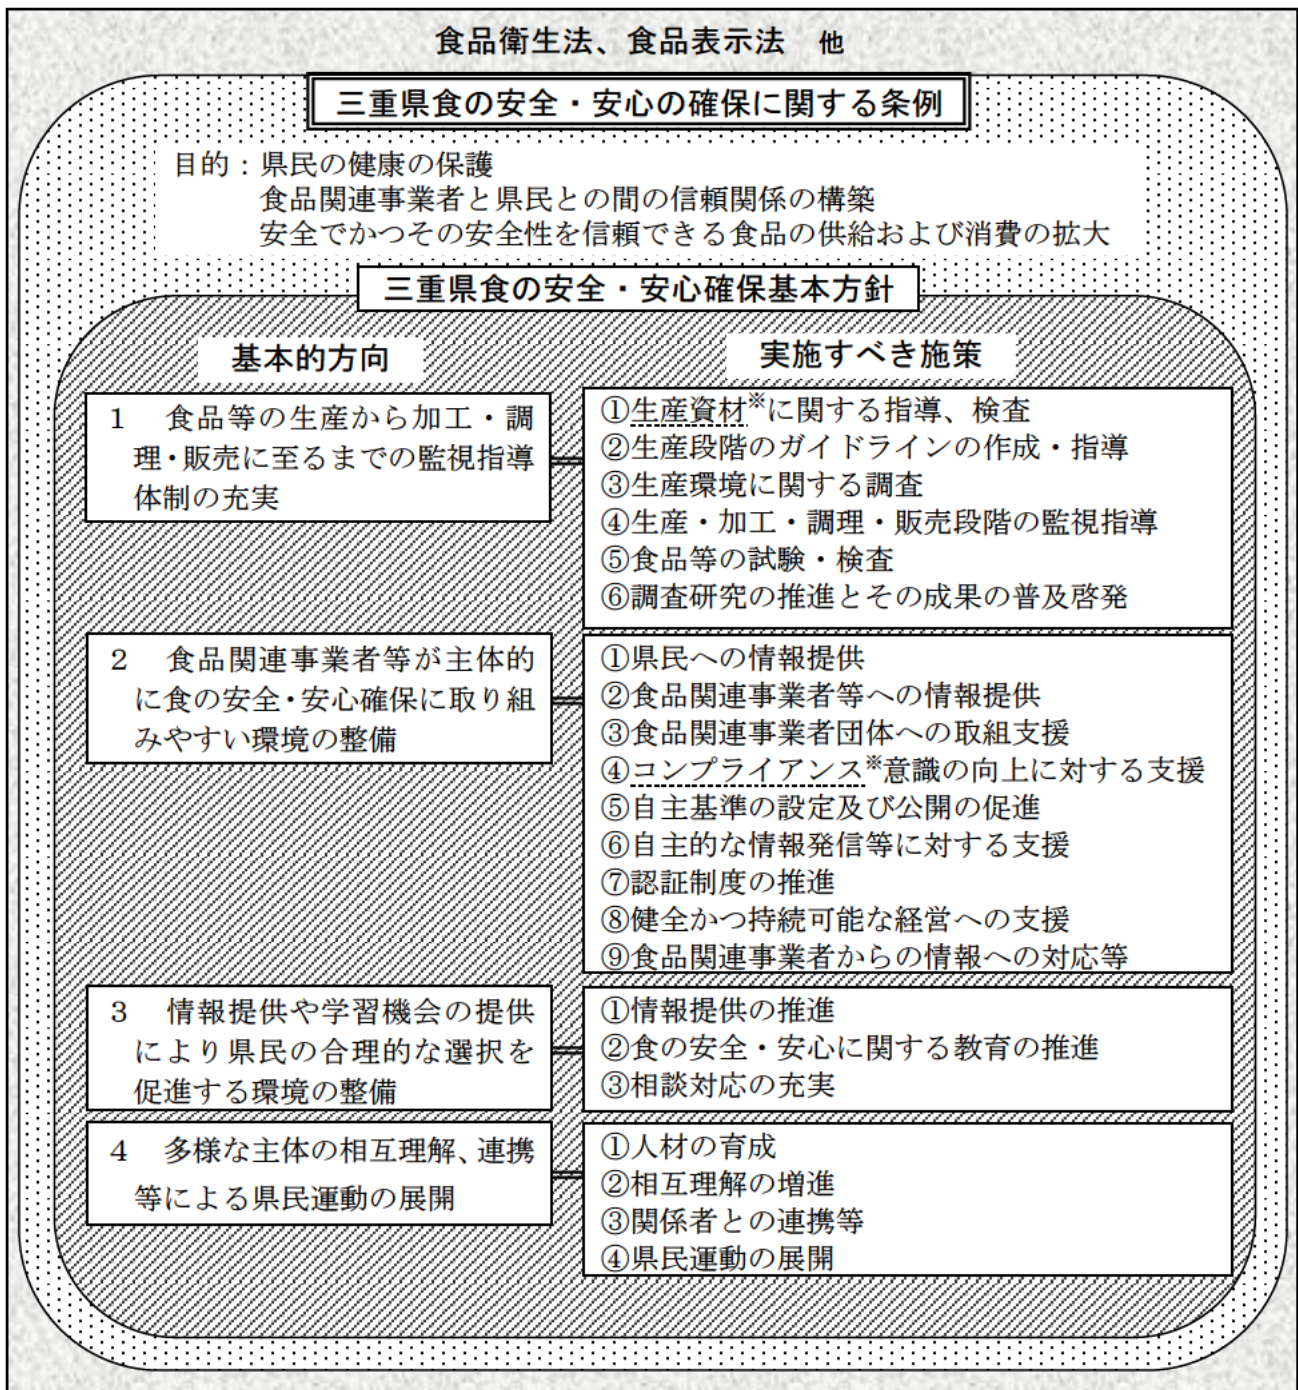 食品衛生法、食品表示法　他
三重県食の安全・安心の確保に関する条例
目的：県民の健康の保護
食品関連事業者と県民との間の信頼関係の構築
安全でかつその安全性を信頼できる食品の供給および消費の拡大
三重県食の安全・安心確保基本方針
基本的方向
実施すべき施策
1　食品等の生産から加工・調
理・販売に至るまでの監視指導
体制の充実
①生産資材※に関する指導、検査
②生産段階のガイドラインの作成・指導
③生産環境に関する調査
④生産・加工・調理・販売段階の監視指導
⑤食品等の試験・検査
⑥調査研究の推進とその成果の普及啓発
2　食品関連事業者等が主体的
に食の安全・安心確保に取り組
みやすい環境の整備
①県民への情報提供
②食品関連事業者等への情報提供
③食品関連事業者団体への取組支援
④コンプライアンス※意識の向上に対する支援
⑤自主基準の設定及び公開の促進
⑥自主的な情報発信等に対する支援
⑦認証制度の推進
⑧健全かつ持続可能な経営への支援
⑨食品関連事業者からの情報への対応等
3　情報提供や学習機会の提供
により県民の合理的な選択を
促進する環境の整備
①情報提供の推進
②食の安全・安心に関する教育の推進
③相談対応の充実
4　多様な主体の相互理解、連携
等による県民運動の展開
①人材の育成
②相互理解の増進
③関係者との連携等
④県民運動の展開